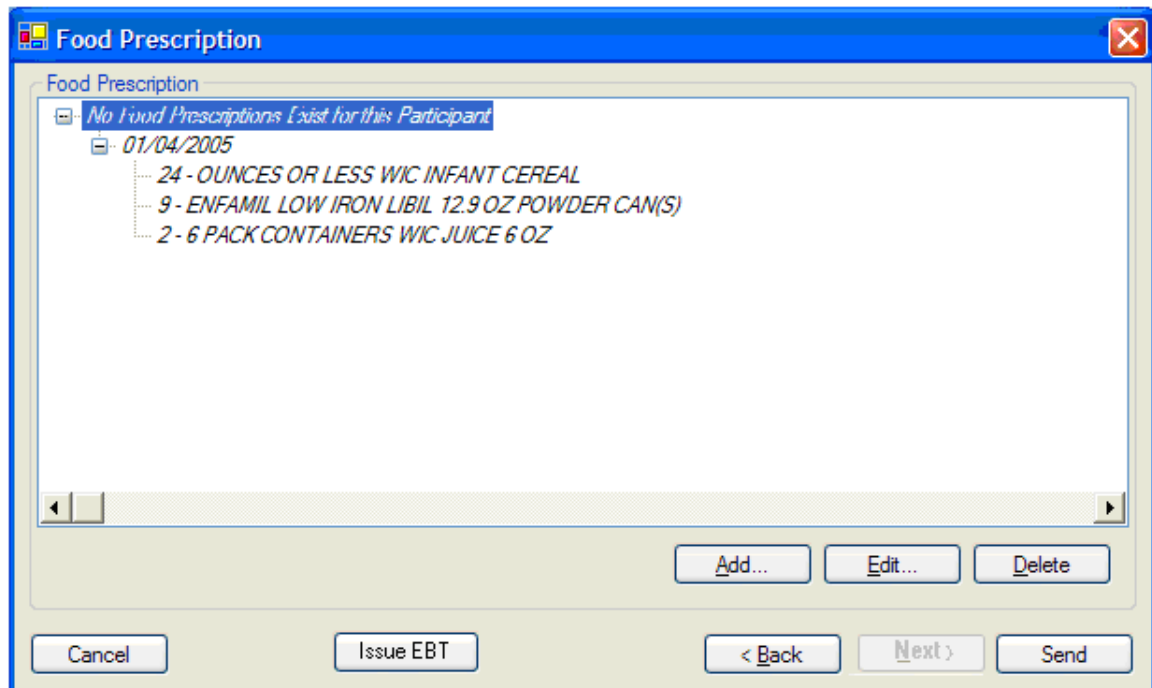 Food Prescription
Food Prescription
No Food Prescriptions Exist for this Participant
01/04/2005
24 - OUNCES OR LESS WIC INFANT CEREAL
9 - ENFAMIL LOW IRON LIBIL 12.9 OZ POWDER CAN(S)
2 - 6 PACK CONTAINERS WIC JUICE 6 OZ
Add... Edit... Delete
Cancel Issue EBT < Back Next > Send